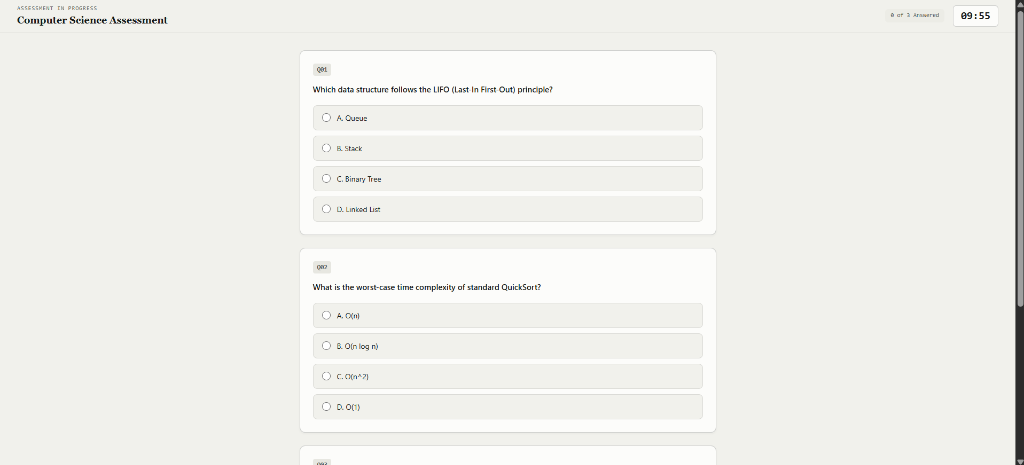 ASSESSMENT IN PROGRESS
Computer Science Assessment
0 of 3 Answered
09:55
Q01
Which data structure follows the LIFO (Last-In First-Out) principle?
A. Queue
B. Stack
C. Binary Tree
D. Linked List
Q02
What is the worst-case time complexity of standard QuickSort?
A. O(n)
B. O(n log n)
C. O(n^2)
D. O(1)
Q03